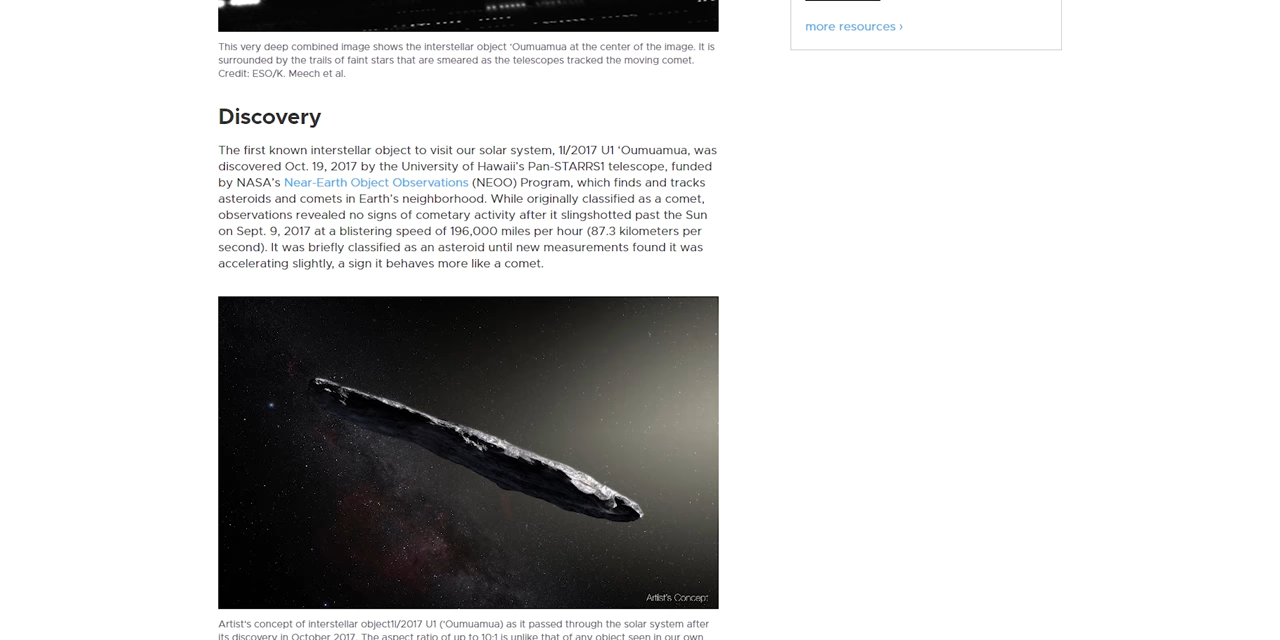 more resources ›
This very deep combined image shows the interstellar object ‘Oumuamua at the center of the image. It is
surrounded by the trails of faint stars that are smeared as the telescopes tracked the moving comet.
Credit: ESO/K. Meech et al.
Discovery
The first known interstellar object to visit our solar system, 1I/2017 U1 ‘Oumuamua, was
discovered Oct. 19, 2017 by the University of Hawaii’s Pan-STARRS1 telescope, funded
by NASA’s Near-Earth Object Observations (NEOO) Program, which finds and tracks
asteroids and comets in Earth’s neighborhood. While originally classified as a comet,
observations revealed no signs of cometary activity after it slingshotted past the Sun
on Sept. 9, 2017 at a blistering speed of 196,000 miles per hour (87.3 kilometers per
second). It was briefly classified as an asteroid until new measurements found it was
accelerating slightly, a sign it behaves more like a comet.
Artist's Concept
Artist's concept of interstellar object1I/2017 U1 ('Oumuamua) as it passed through the solar system after
its discovery in October 2017. The aspect ratio of up to 10:1 is unlike that of any object seen in our own